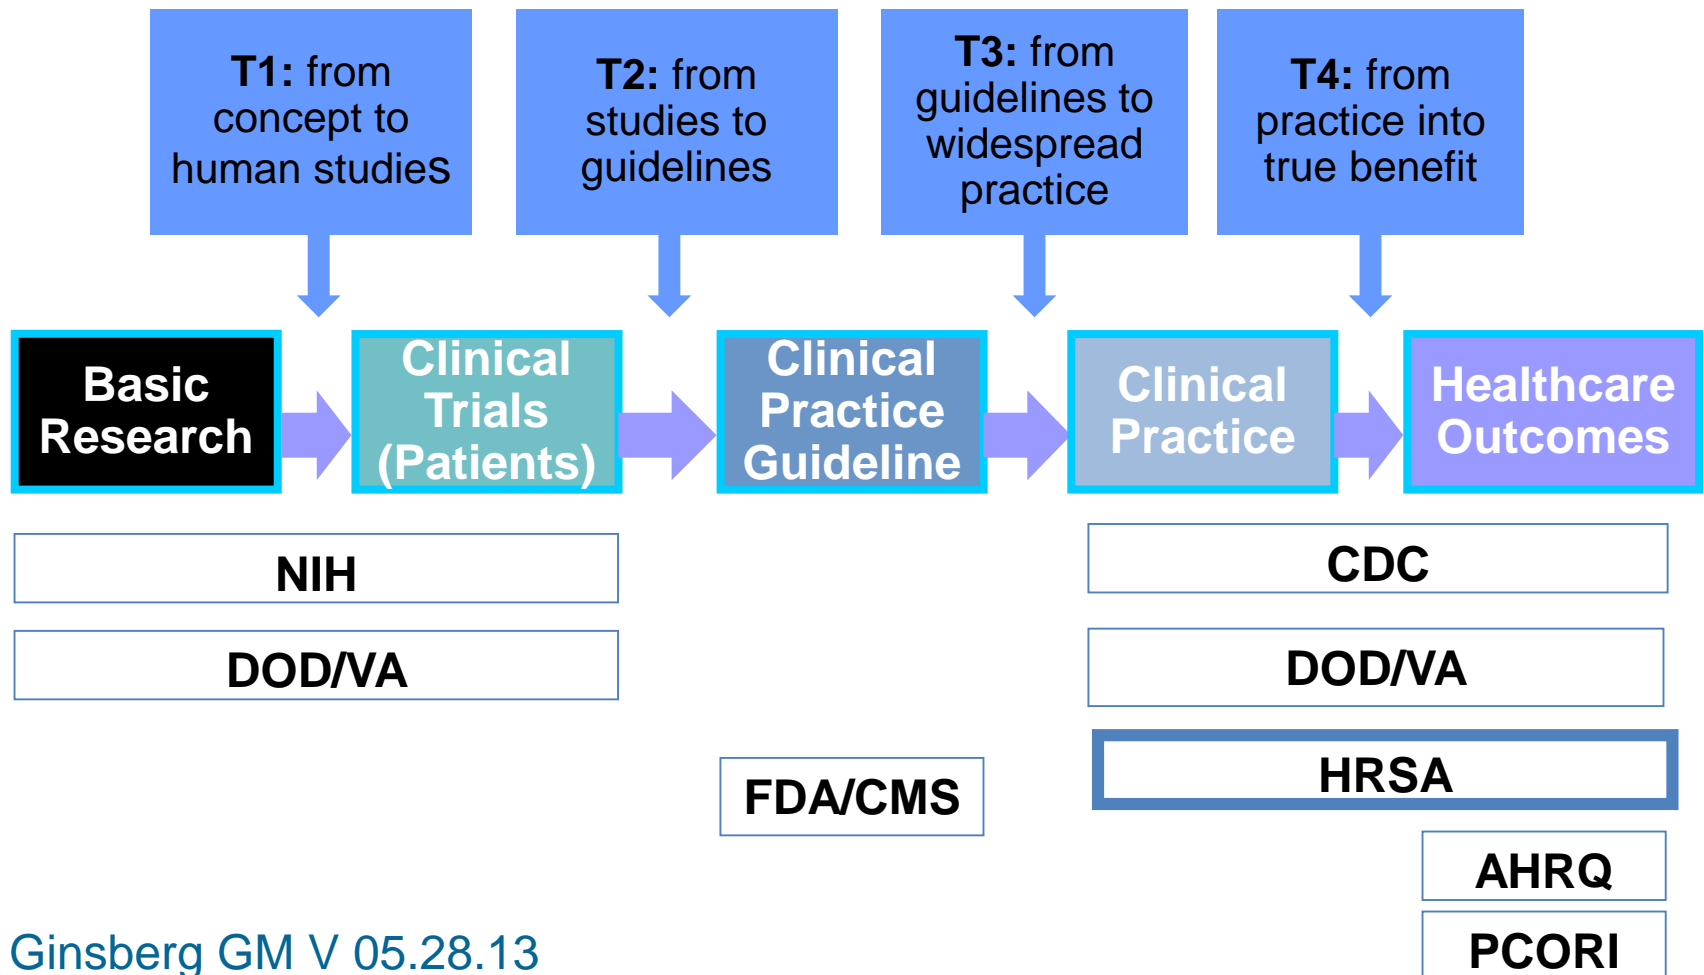 T1: from
concept to
human studies
T2: from
studies to
guidelines
T3: from
guidelines to
widespread
practice
T4: from
practice into
true benefit
Basic
Research
Clinical
Trials
(Patients)
Clinical
Practice
Guideline
Clinical
Practice
Healthcare
Outcomes
NIH
CDC
DOD/VA
DOD/VA
FDA/CMS
HRSA
AHRQ
PCORI
Ginsberg GM V 05.28.13